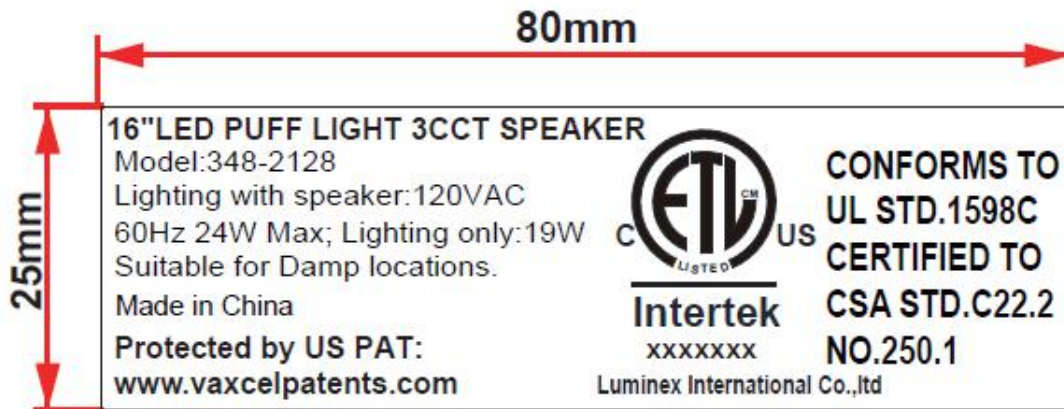 80mm
25mm
16"LED PUFF LIGHT 3CCT SPEAKER
Model:348-2128
Lighting with speaker:120VAC
60Hz 24W Max; Lighting only:19W
Suitable for Damp locations.
Made in China
Protected by US PAT:
www.vaxcelpatents.com
C ETL CM US
LISTED
Intertek
xxxxxxx
Luminex International Co.,ltd
CONFORMS TO
UL STD.1598C
CERTIFIED TO
CSA STD.C22.2
NO.250.1